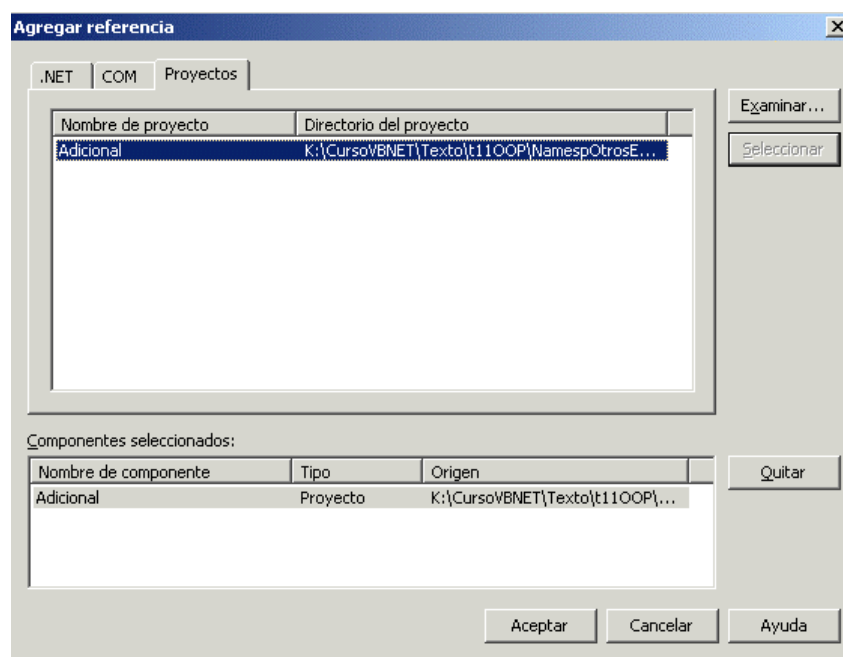 Agregar referencia
.NET COM Proyectos
Examinar...
Nombre de proyecto Directorio del proyecto
Adicional K:\CursoVBNET\Texto\t11OOP\NamespOtrosE...
Seleccionar
Componentes seleccionados:
Nombre de componente Tipo Origen
Quitar
Adicional Proyecto K:\CursoVBNET\Texto\t11OOP\...
Aceptar Cancelar Ayuda